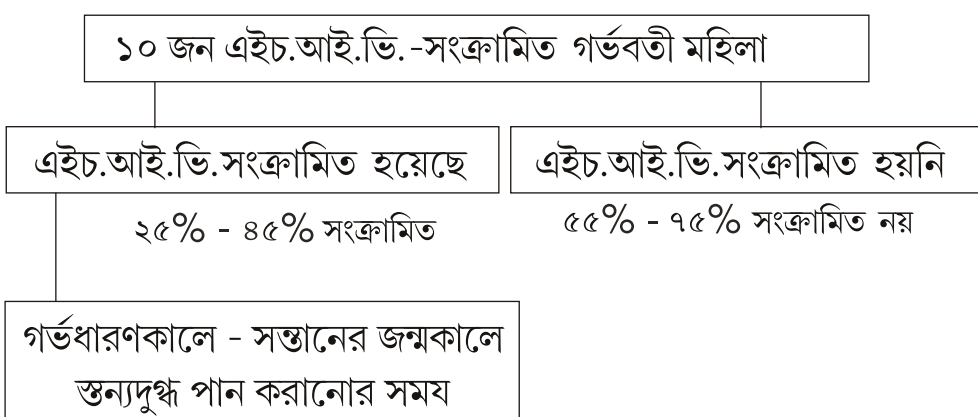 ১০ জন এইচ.আই.ভি. -সংক্রামিত গর্ভবতী মহিলা
এইচ.আই.ভি.সংক্রামিত হয়েছে
এইচ.আই.ভি.সংক্রামিত হয়নি
২৫% - ৪৫% সংক্রামিত
৫৫% - ৭৫% সংক্রামিত নয়
গর্ভধারণকালে - সন্তানের জন্মকালে
স্তন্যদুগ্ধ পান করানোর সময